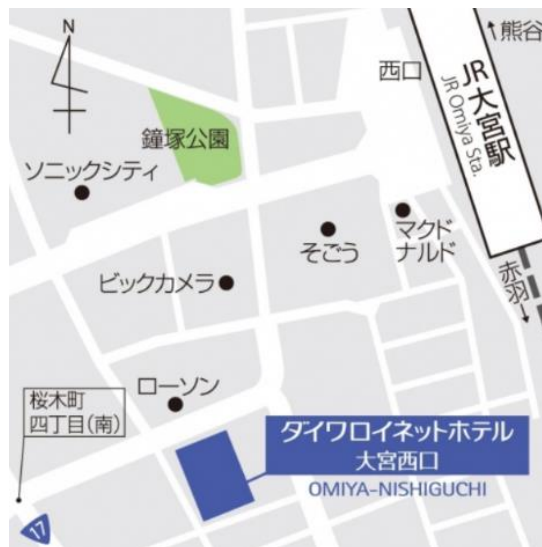 N
熊谷
西口
JR大宮駅
JR Omiya Sta.
鐘塚公園
ソニックシティ
そごう
マクド
ナルド
赤羽
ビックカメラ
ローソン
桜木町
四丁目(南)
ダイワロイネットホテル
大宮西口
OMIYA-NISHIGUCHI
17